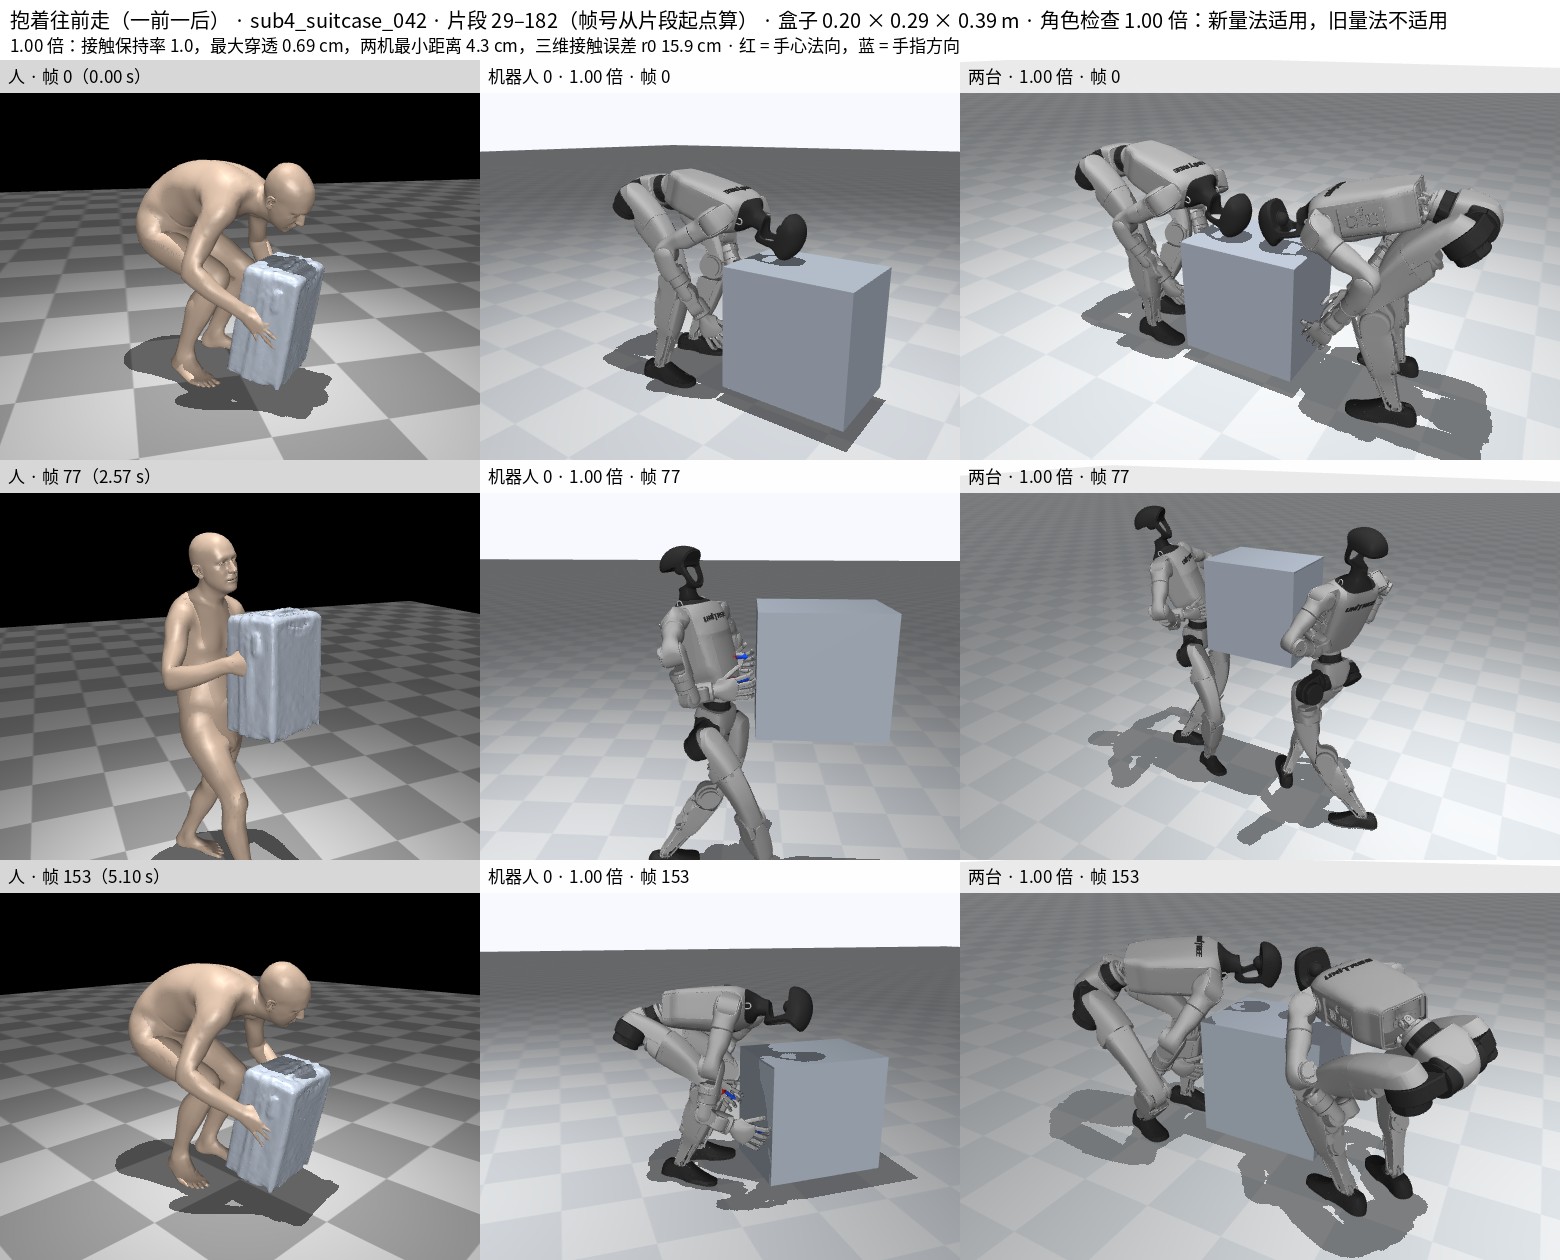 抱着往前走（一前一后） · sub4_suitcase_042 · 片段 29–182（帧号从片段起点算） · 盒子 0.20 × 0.29 × 0.39 m · 角色检查 1.00 倍：新量法适用，旧量法不适用
1.00 倍：接触保持率 1.0，最大穿透 0.69 cm，两机最小距离 4.3 cm，三维接触误差 r0 15.9 cm · 红 = 手心法向，蓝 = 手指方向
人 · 帧 0（0.00 s）
机器人 0 · 1.00 倍 · 帧 0
两台 · 1.00 倍 · 帧 0
人 · 帧 77（2.57 s）
机器人 0 · 1.00 倍 · 帧 77
两台 · 1.00 倍 · 帧 77
UNITREE
UNITREE
人 · 帧 153（5.10 s）
机器人 0 · 1.00 倍 · 帧 153
两台 · 1.00 倍 · 帧 153
UNITREE